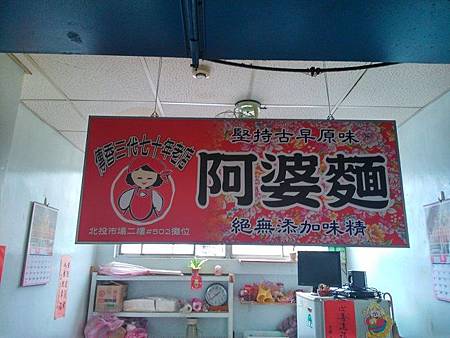 傳香三代七十年老店
堅持古早原味
阿婆麵
絕無添加味精
北投市場二樓#503攤位